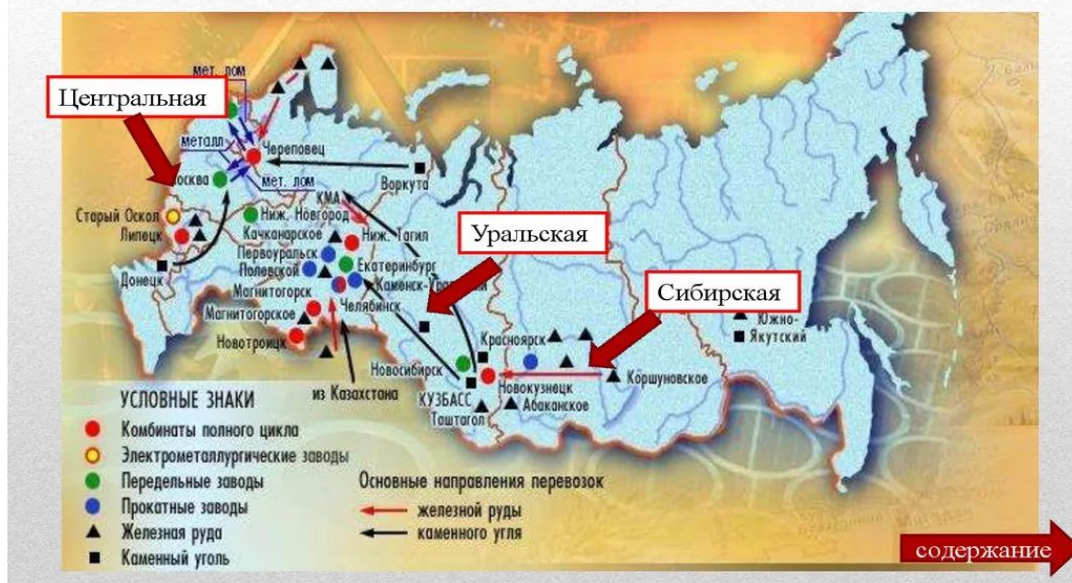 мет. лом
Центральная
металл
Череповец
Москва
мет. лом
Воркута
КМА
Старый Оскол
Ниж. Новгород
Липецк
Качканарское
Ниж. Тагил
Уральская
Первоуральск
Екатеринбург
Полевской
Донецк
Каменск-Уральский
Сибирская
Магнитогорск
Челябинск
Магнитогорское
Южно-
Якутский
Новотроицк
Красноярск
Новосибирск
Новокузнецк
Коршуновское
из Казахстана
КУЗБАСС
Абаканское
Таштагол
УСЛОВНЫЕ ЗНАКИ
Комбинаты полного цикла
Электрометаллургические заводы
Передельные заводы
Прокатные заводы
Железная руда
Каменный уголь
Основные направления перевозок
железной руды
каменного угля
содержание